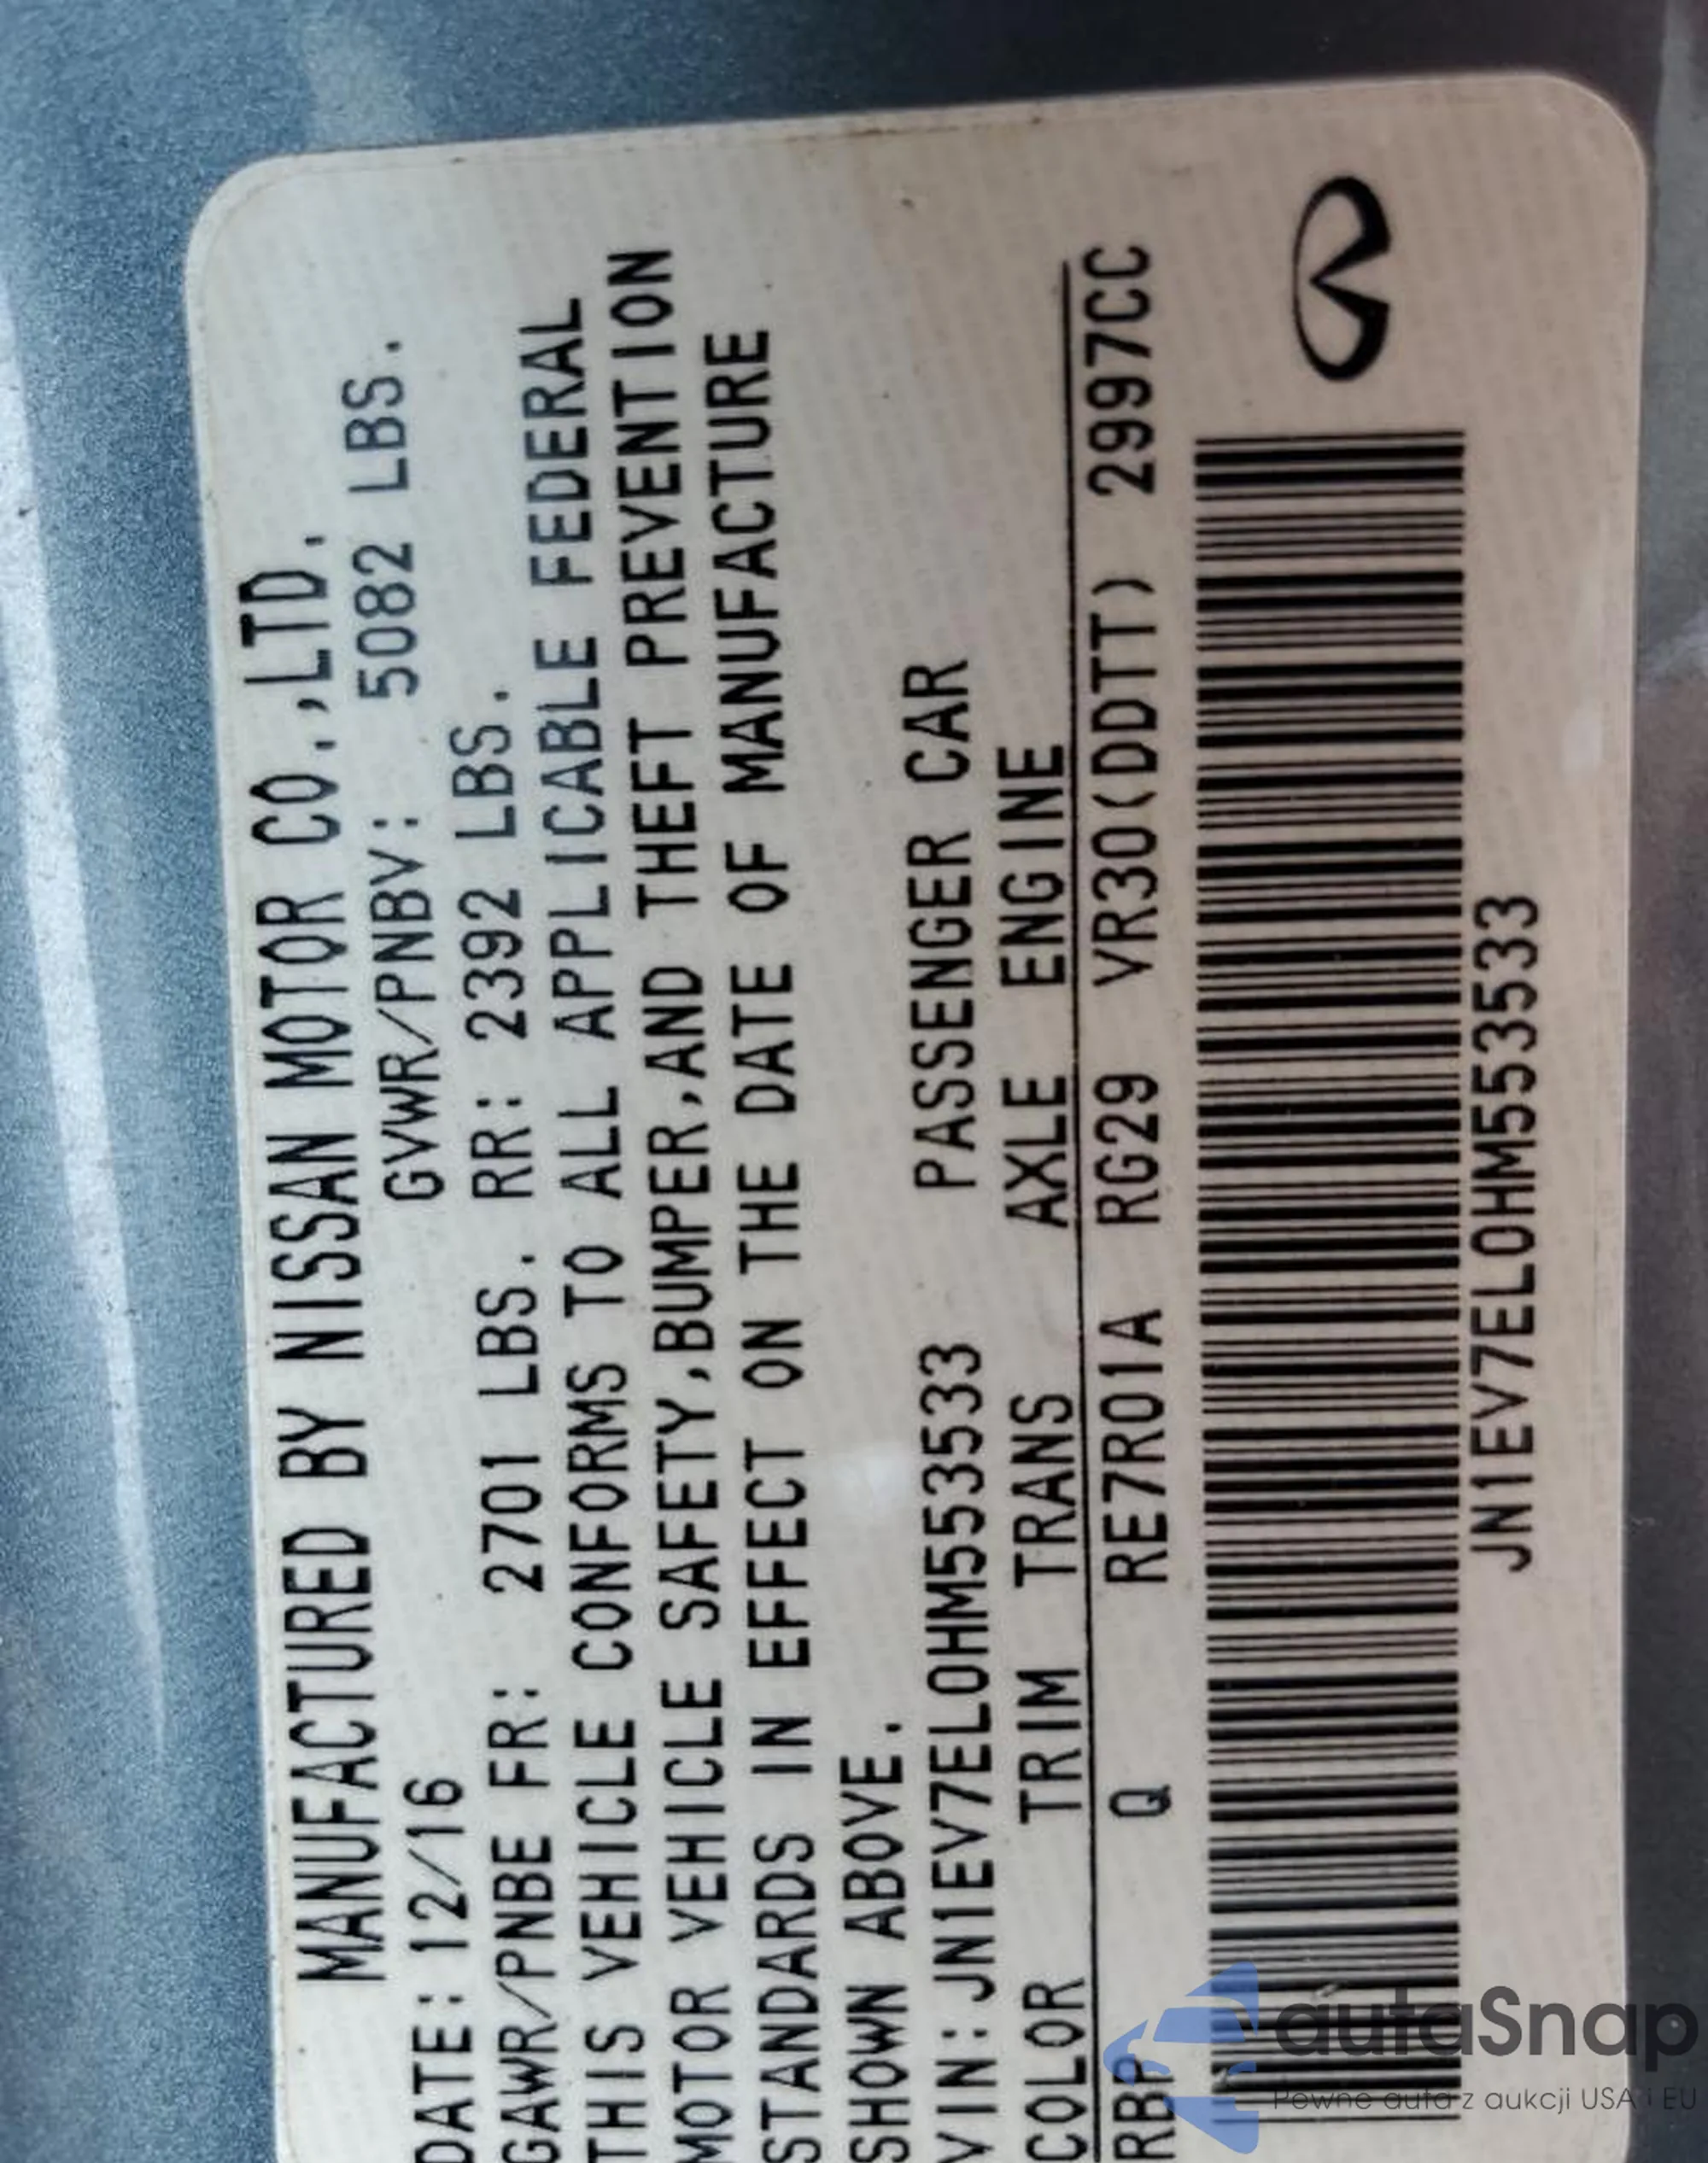 MANUFACTURED BY NISSAN MOTOR CO.,LTD.
DATE:12/16 GVWR/PNBV: 5082 LBS.
GAWR/PNBE FR: 2701 LBS. RR: 2392 LBS.
THIS VEHICLE CONFORMS TO ALL APPLICABLE FEDERAL
MOTOR VEHICLE SAFETY,BUMPER,AND THEFT PREVENTION
STANDARDS IN EFFECT ON THE DATE OF MANUFACTURE
SHOWN ABOVE.
VIN:JN1EV7EL0HM553533 PASSENGER CAR
COLOR TRIM TRANS AXLE ENGINE
RBP Q RE7R01A RG29 VR30(DDTT) 2997CC
JN1EV7EL0HM553533
autaSnap
Pewne auta z aukcji USA i EU